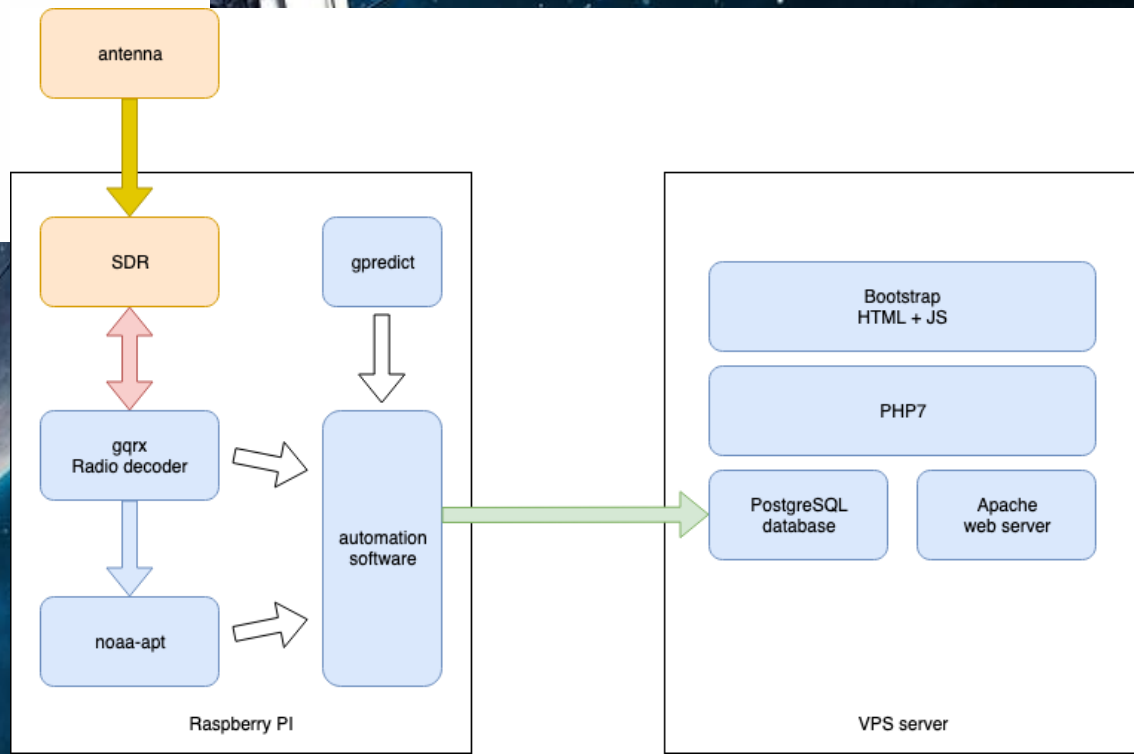 antenna
SDR
gpredict
gqrx
Radio decoder
automation
software
noaa-apt
Raspberry PI
Bootstrap
HTML + JS
PHP7
PostgreSQL
database
Apache
web server
VPS server